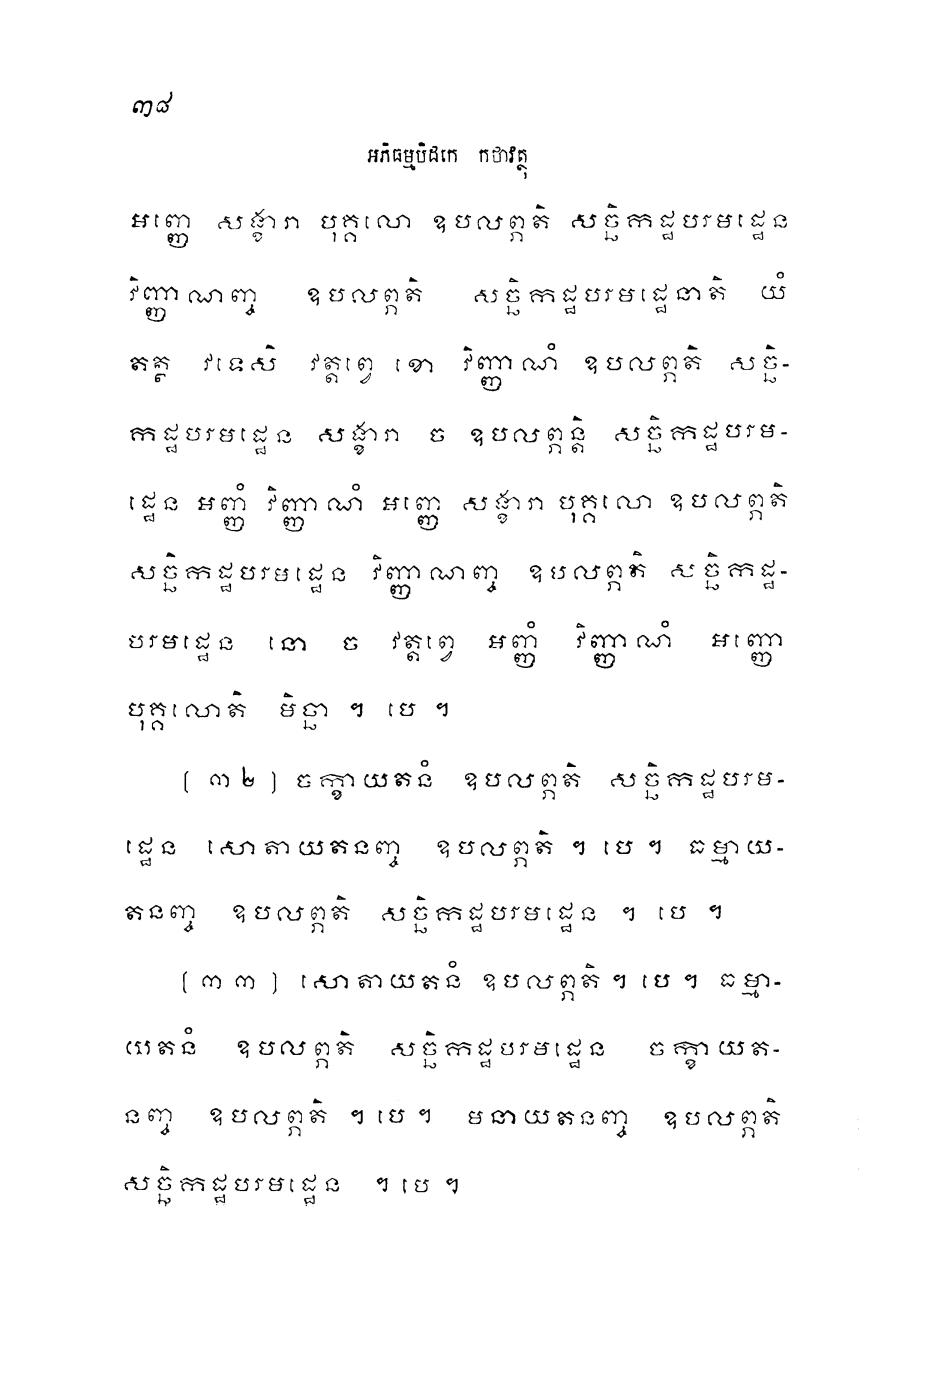 ៣៨
អភិធម្មបិដកេ កថាវត្ថុ
អញ្ញេ សង្ខារា បុគ្គលោ ឧបលព្ភតិ សច្ឆិកដ្ឋបរមដ្ឋេន
វិញ្ញាណញ្ច ឧបលព្ភតិ សច្ឆិកដ្ឋបរមដ្ឋេនាតិ យំ
តត្ថ វទេសិ វត្តព្វេ ខោ វិញ្ញាណំ ឧបលព្ភតិ សច្ឆិ-
កដ្ឋបរមដ្ឋេន សង្ខារា ច ឧបលព្ភន្តិ សច្ឆិកដ្ឋបរម-
ដ្ឋេន អញ្ញំ វិញ្ញាណំ អញ្ញេ សង្ខារា បុគ្គលោ ឧបលព្ភតិ
សច្ឆិកដ្ឋបរមដ្ឋេន វិញ្ញាណញ្ច ឧបលព្ភតិ សច្ឆិកដ្ឋ-
បរមដ្ឋេន នោ ច វត្តព្វេ អញ្ញំ វិញ្ញាណំ អញ្ញោ
បុគ្គលោតិ មិច្ឆា ។ បេ ។
(៣២) ចក្ខាយតនំ ឧបលព្ភតិ សច្ឆិកដ្ឋបរម-
ដ្ឋេន សោតាយតនញ្ច ឧបលព្ភតិ ។ បេ ។ ធម្មាយ-
តនញ្ច ឧបលព្ភតិ សច្ឆិកដ្ឋបរមដ្ឋេន ។ បេ ។
(៣៣) សោតាយតនំ ឧបលព្ភតិ ។ បេ ។ ធម្មា-
យតនំ ឧបលព្ភតិ សច្ឆិកដ្ឋបរមដ្ឋេន ចក្ខាយត-
នញ្ច ឧបលព្ភតិ ។ បេ ។ មនាយតនញ្ច ឧបលព្ភតិ
សច្ឆិកដ្ឋបរមដ្ឋេន ។ បេ ។